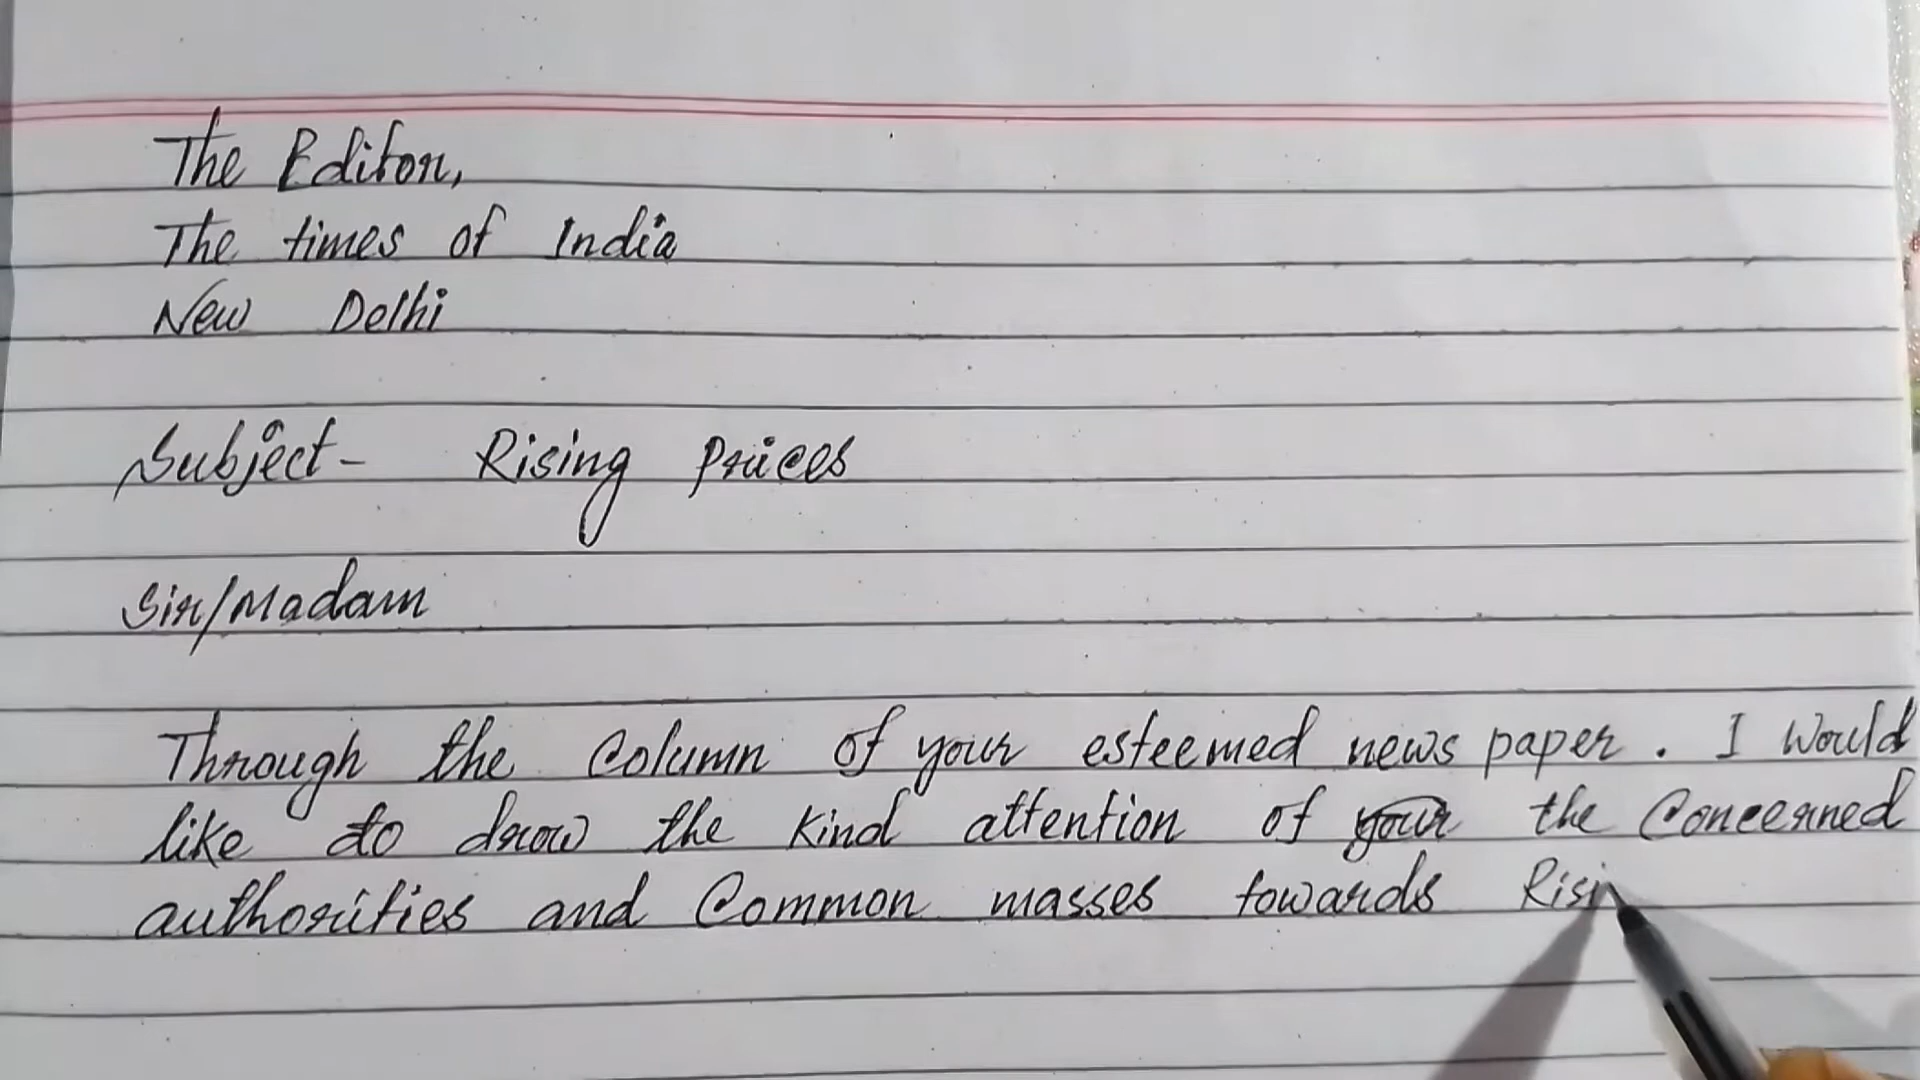 The Editor,
The times of India
New Delhi
Subject- Rising Prices
Sir/Madam
Through the Column of your esteemed news paper. I Would
like to draw the Kind attention of your the Concerned
authorities and Common masses towards Risi